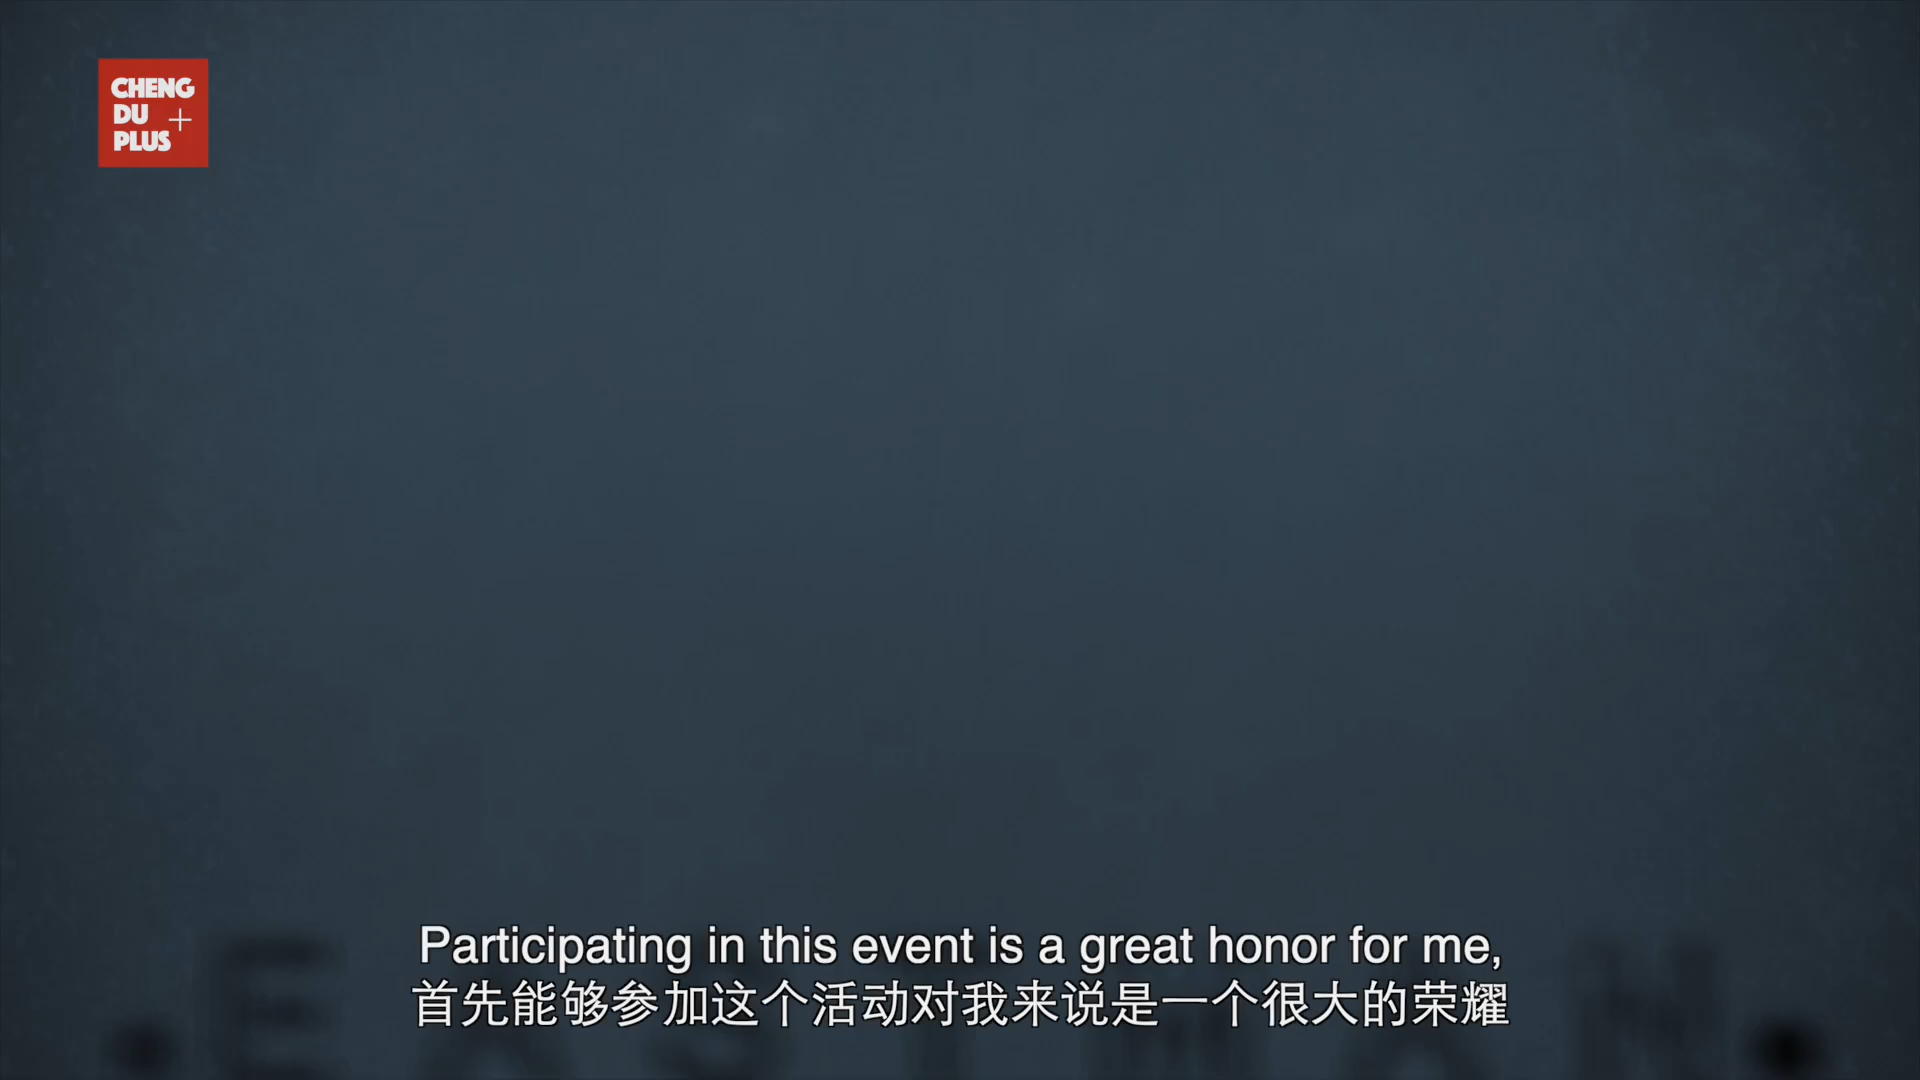 CHENG
DU
PLUS+
Participating in this event is a great honor for me,
首先能够参加这个活动对我来说是一个很大的荣耀
EASTMAN